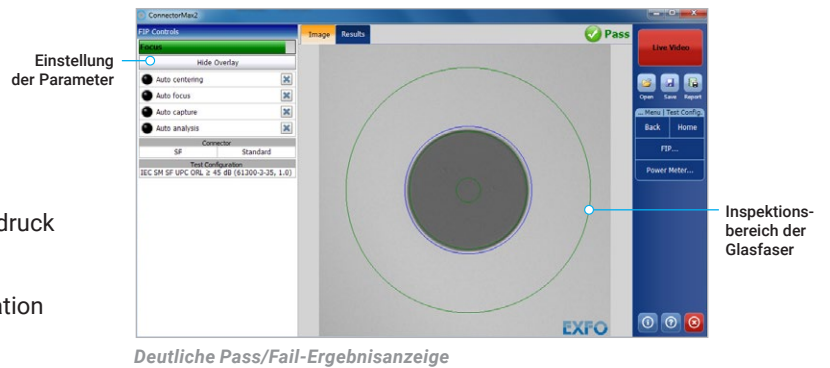 ConnectorMax2
FIP Controls
Focus
Hide Overlay
Auto centering
Auto focus
Auto capture
Auto analysis
Connector
SF Standard
Test Configuration
IEC SM SF UPC ORL ≥ 45 dB (61300-3-35, 1.0)
Image Results
Pass
EXFO
Live Video
Open Save Report
... Menu | Test Config.
Back Home
FIP...
Power Meter...
Einstellung
der Parameter
druck
ation
Inspektions-
bereich der
Glasfaser
Deutliche Pass/Fail-Ergebnisanzeige